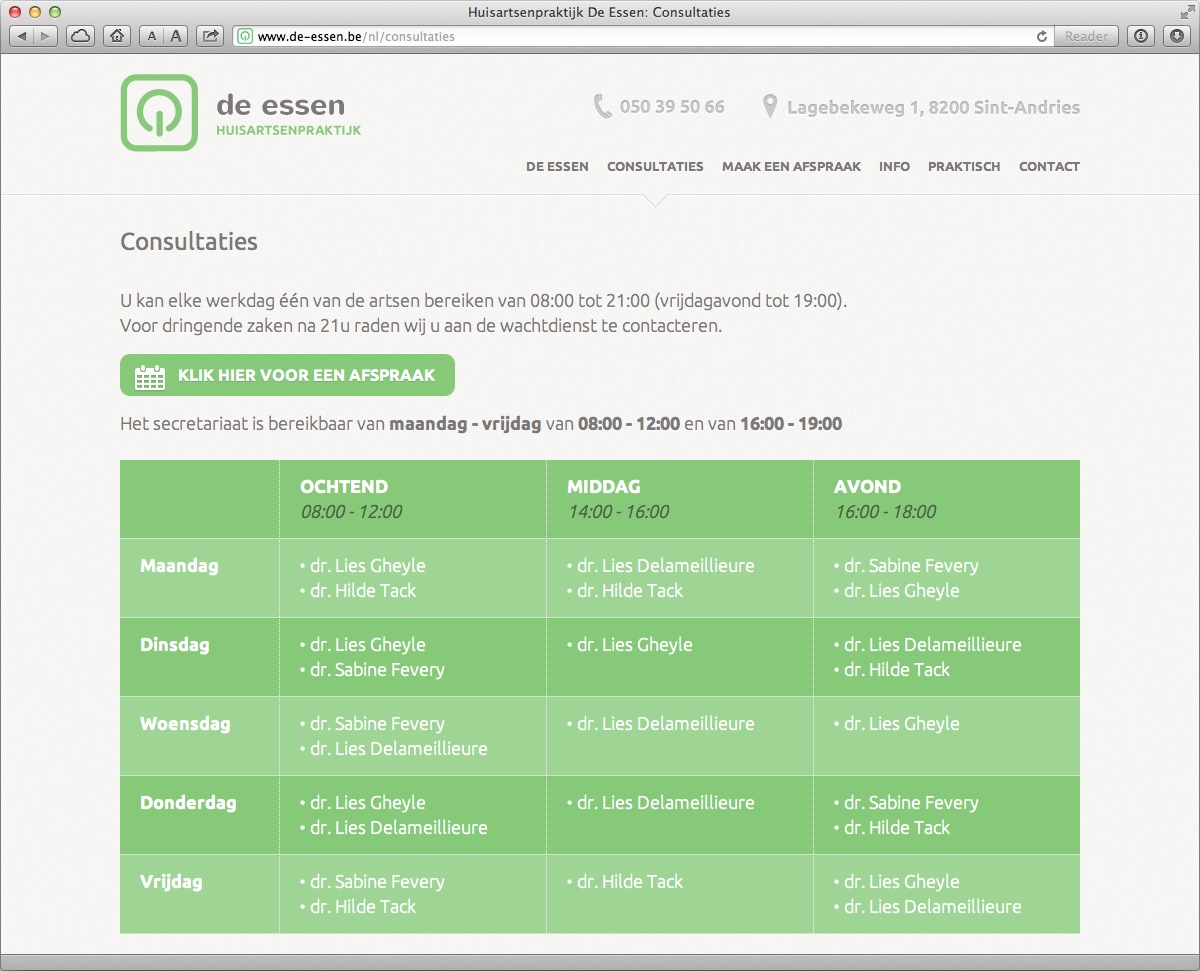 Huisartsenpraktijk De Essen: Consultaties
A A www.de-essen.be/nl/consultaties Reader
de essen
HUISARTSENPRAKTIJK
050 39 50 66 Lagebekeweg 1, 8200 Sint-Andries
DE ESSEN CONSULTATIES MAAK EEN AFSPRAAK INFO PRAKTISCH CONTACT
Consultaties
U kan elke werkdag één van de artsen bereiken van 08:00 tot 21:00 (vrijdagavond tot 19:00).
Voor dringende zaken na 21u raden wij u aan de wachtdienst te contacteren.
KLIK HIER VOOR EEN AFSPRAAK
Het secretariaat is bereikbaar van maandag - vrijdag van 08:00 - 12:00 en van 16:00 - 19:00
OCHTEND MIDDAG AVOND
08:00 - 12:00 14:00 - 16:00 16:00 - 18:00
Maandag • dr. Lies Gheyle • dr. Lies Delameillieure • dr. Sabine Fevery
• dr. Hilde Tack • dr. Hilde Tack • dr. Lies Gheyle
Dinsdag • dr. Lies Gheyle • dr. Lies Gheyle • dr. Lies Delameillieure
• dr. Sabine Fevery • dr. Hilde Tack
Woensdag • dr. Sabine Fevery • dr. Lies Delameillieure • dr. Lies Gheyle
• dr. Lies Delameillieure
Donderdag • dr. Lies Gheyle • dr. Lies Delameillieure • dr. Sabine Fevery
• dr. Lies Delameillieure • dr. Hilde Tack
Vrijdag • dr. Sabine Fevery • dr. Hilde Tack • dr. Lies Gheyle
• dr. Hilde Tack • dr. Lies Delameillieure